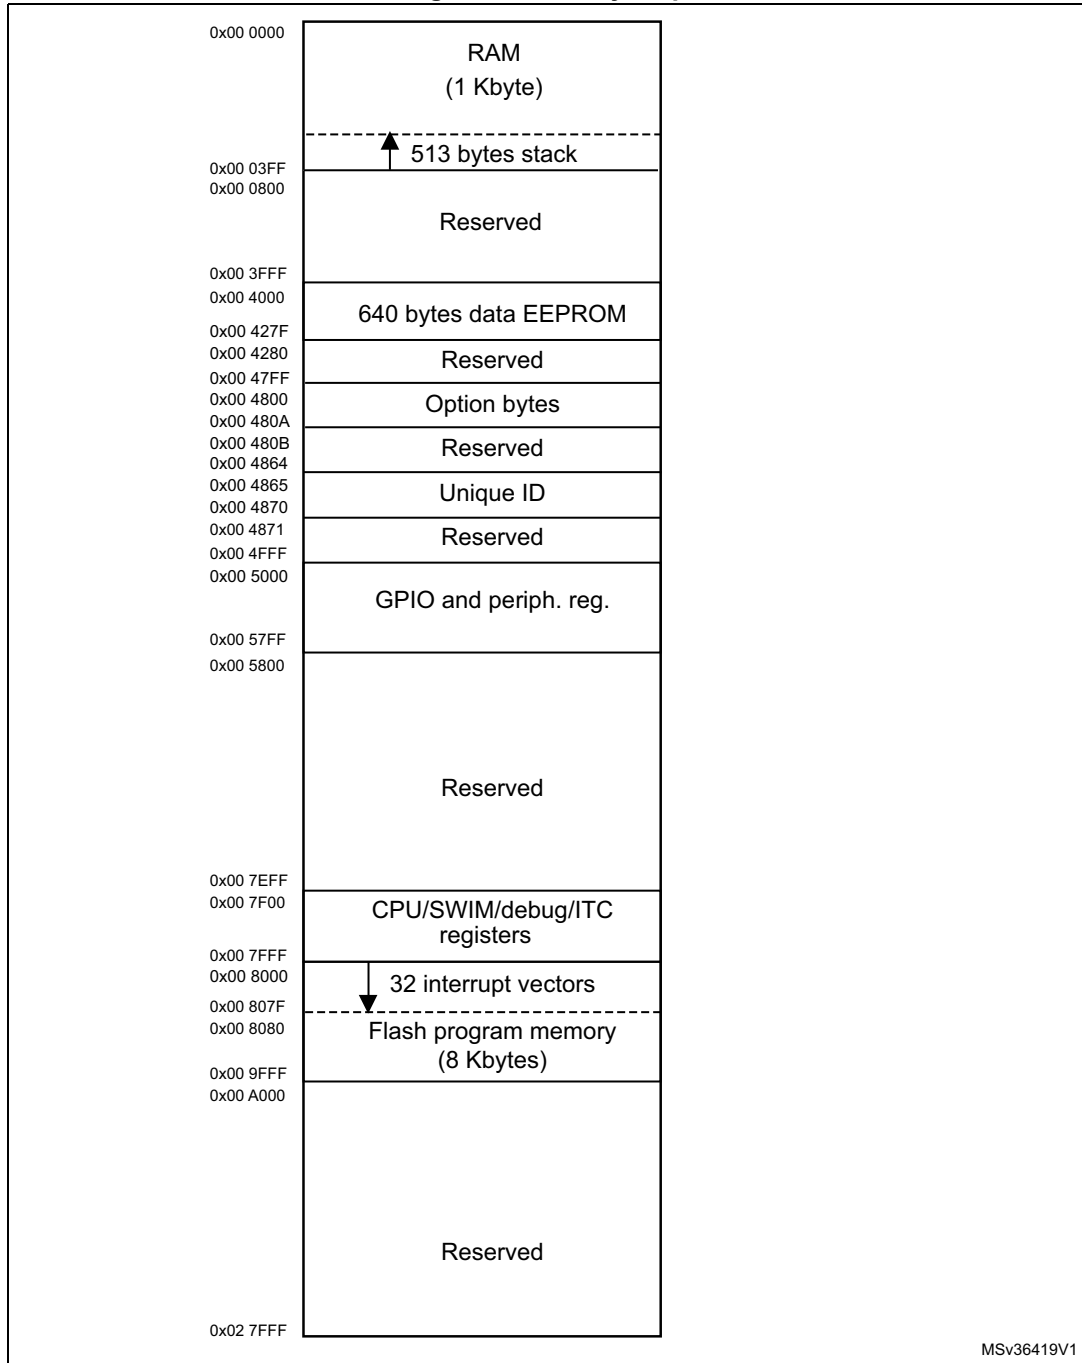 0x00 0000
RAM
(1 Kbyte)
513 bytes stack
0x00 03FF
0x00 0800
Reserved
0x00 3FFF
0x00 4000
640 bytes data EEPROM
0x00 427F
0x00 4280
Reserved
0x00 47FF
0x00 4800
Option bytes
0x00 480A
0x00 480B
Reserved
0x00 4864
0x00 4865
Unique ID
0x00 4870
0x00 4871
Reserved
0x00 4FFF
0x00 5000
GPIO and periph. reg.
0x00 57FF
0x00 5800
Reserved
0x00 7EFF
0x00 7F00
CPU/SWIM/debug/ITC
registers
0x00 7FFF
0x00 8000
32 interrupt vectors
0x00 807F
0x00 8080
Flash program memory
(8 Kbytes)
0x00 9FFF
0x00 A000
Reserved
0x02 7FFF
MSv36419V1